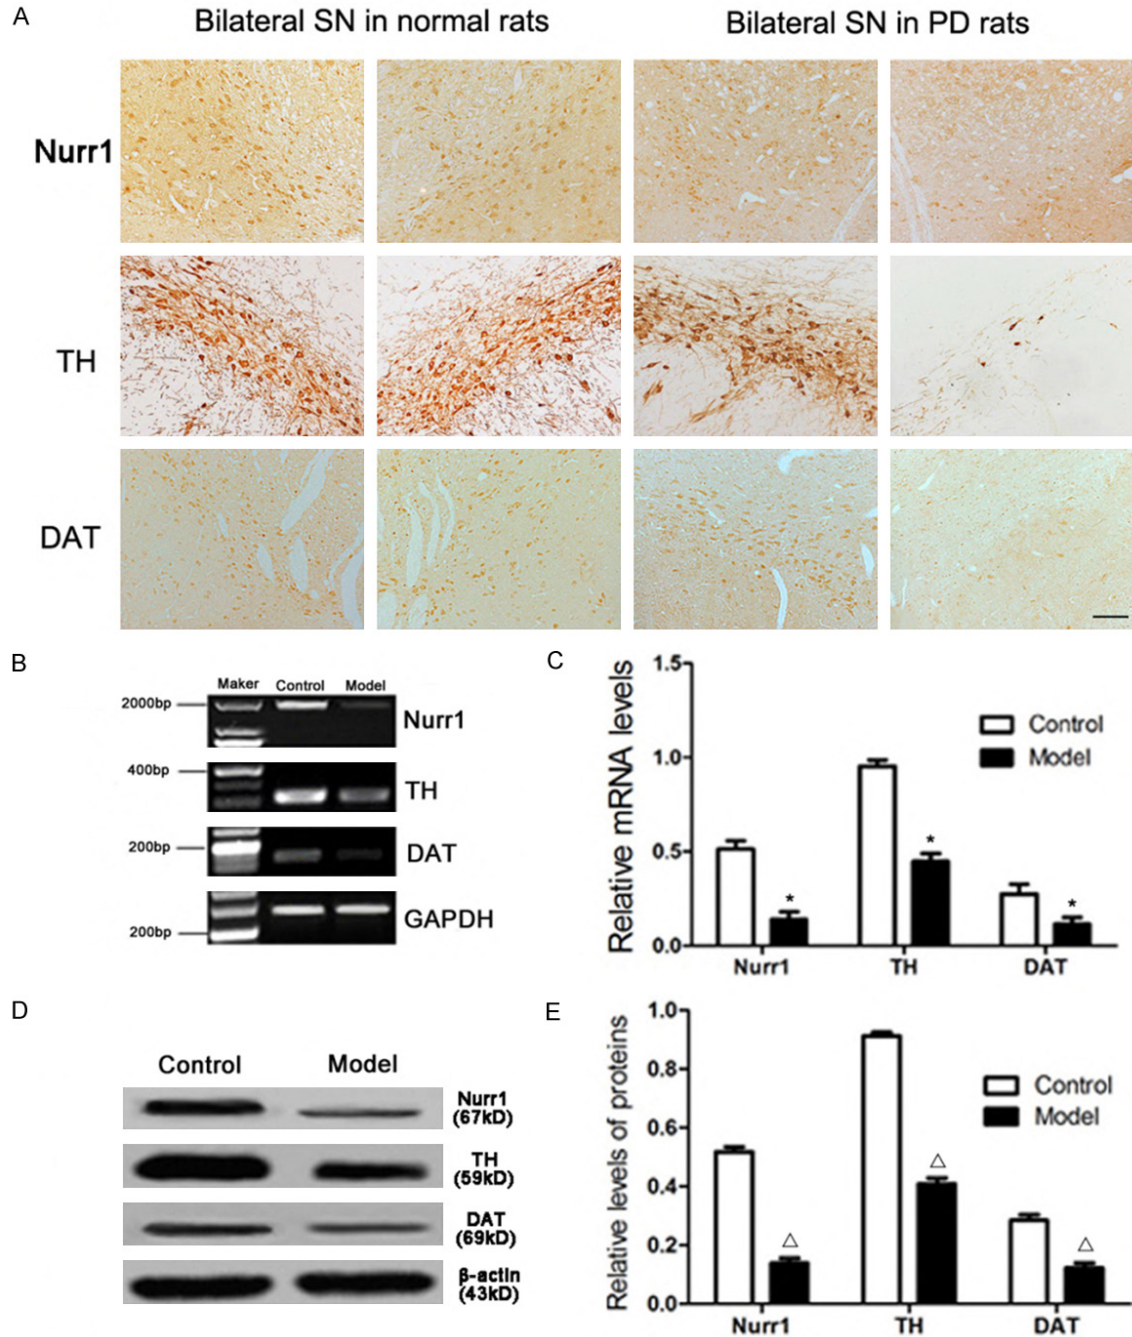 A
Bilateral SN in normal rats
Bilateral SN in PD rats
Nurr1
TH
DAT
B
Maker Control Model
2000bp
Nurr1
400bp
TH
200bp
DAT
200bp
GAPDH
C
Relative mRNA levels
1.5
1.0
0.5
0.0
Control
Model
*
*
*
Nurr1 TH DAT
D
Control Model
Nurr1
(67kD)
TH
(59kD)
DAT
(69kD)
β-actin
(43kD)
E
Relative levels of proteins
1.0
0.8
0.6
0.4
0.2
0.0
Control
Model
△
△
△
Nurr1 TH DAT